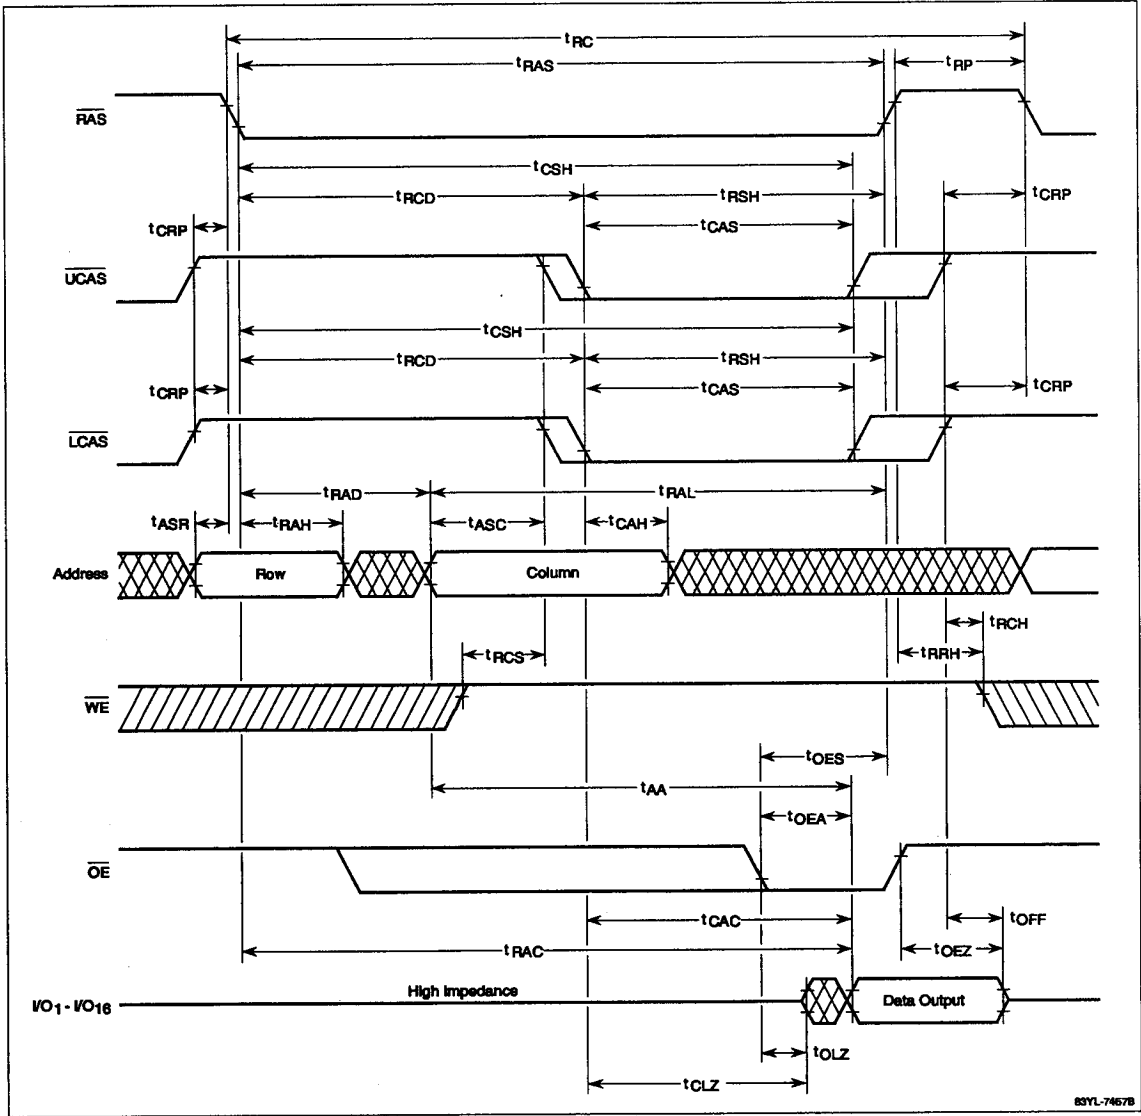 tRC
tRAS
tRP
RAS
tCSH
tRCD
tRSH
tCRP
tCRP
tCAS
UCAS
tCSH
tRCD
tRSH
tCRP
tCAS
tCRP
LCAS
tRAD
tRAL
tASR
tRAH
tASC
tCAH
Address
Row
Column
tRCH
tRCS
tRRH
WE
tOES
tAA
tOEA
OE
tCAC
tOFF
tRAC
tOEZ
High Impedance
I/O1 - I/O16
Data Output
tOLZ
tCLZ
83YL-7467B